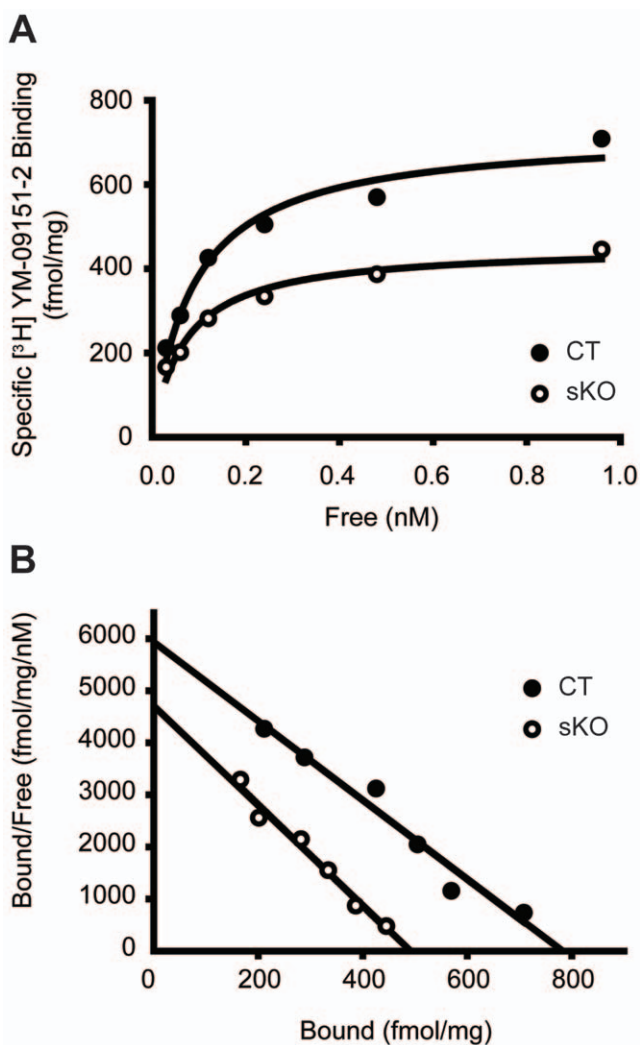 A
Specific [³H] YM-09151-2 Binding
(fmol/mg)
800
600
400
200
0
CT
sKO
0.0
0.2
0.4
0.6
0.8
1.0
Free (nM)
B
Bound/Free (fmol/mg/nM)
6000
5000
4000
3000
2000
1000
0
CT
sKO
0
200
400
600
800
Bound (fmol/mg)